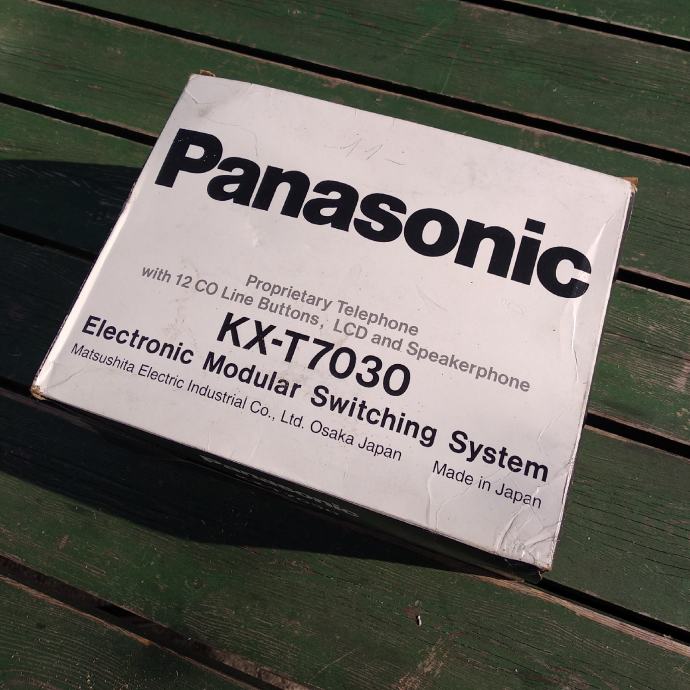 Panasonic
Proprietary Telephone
with 12 CO Line Buttons, LCD and Speakerphone
KX-T7030
Electronic Modular Switching System
Matsushita Electric Industrial Co., Ltd. Osaka Japan Made in Japan
Panasonic